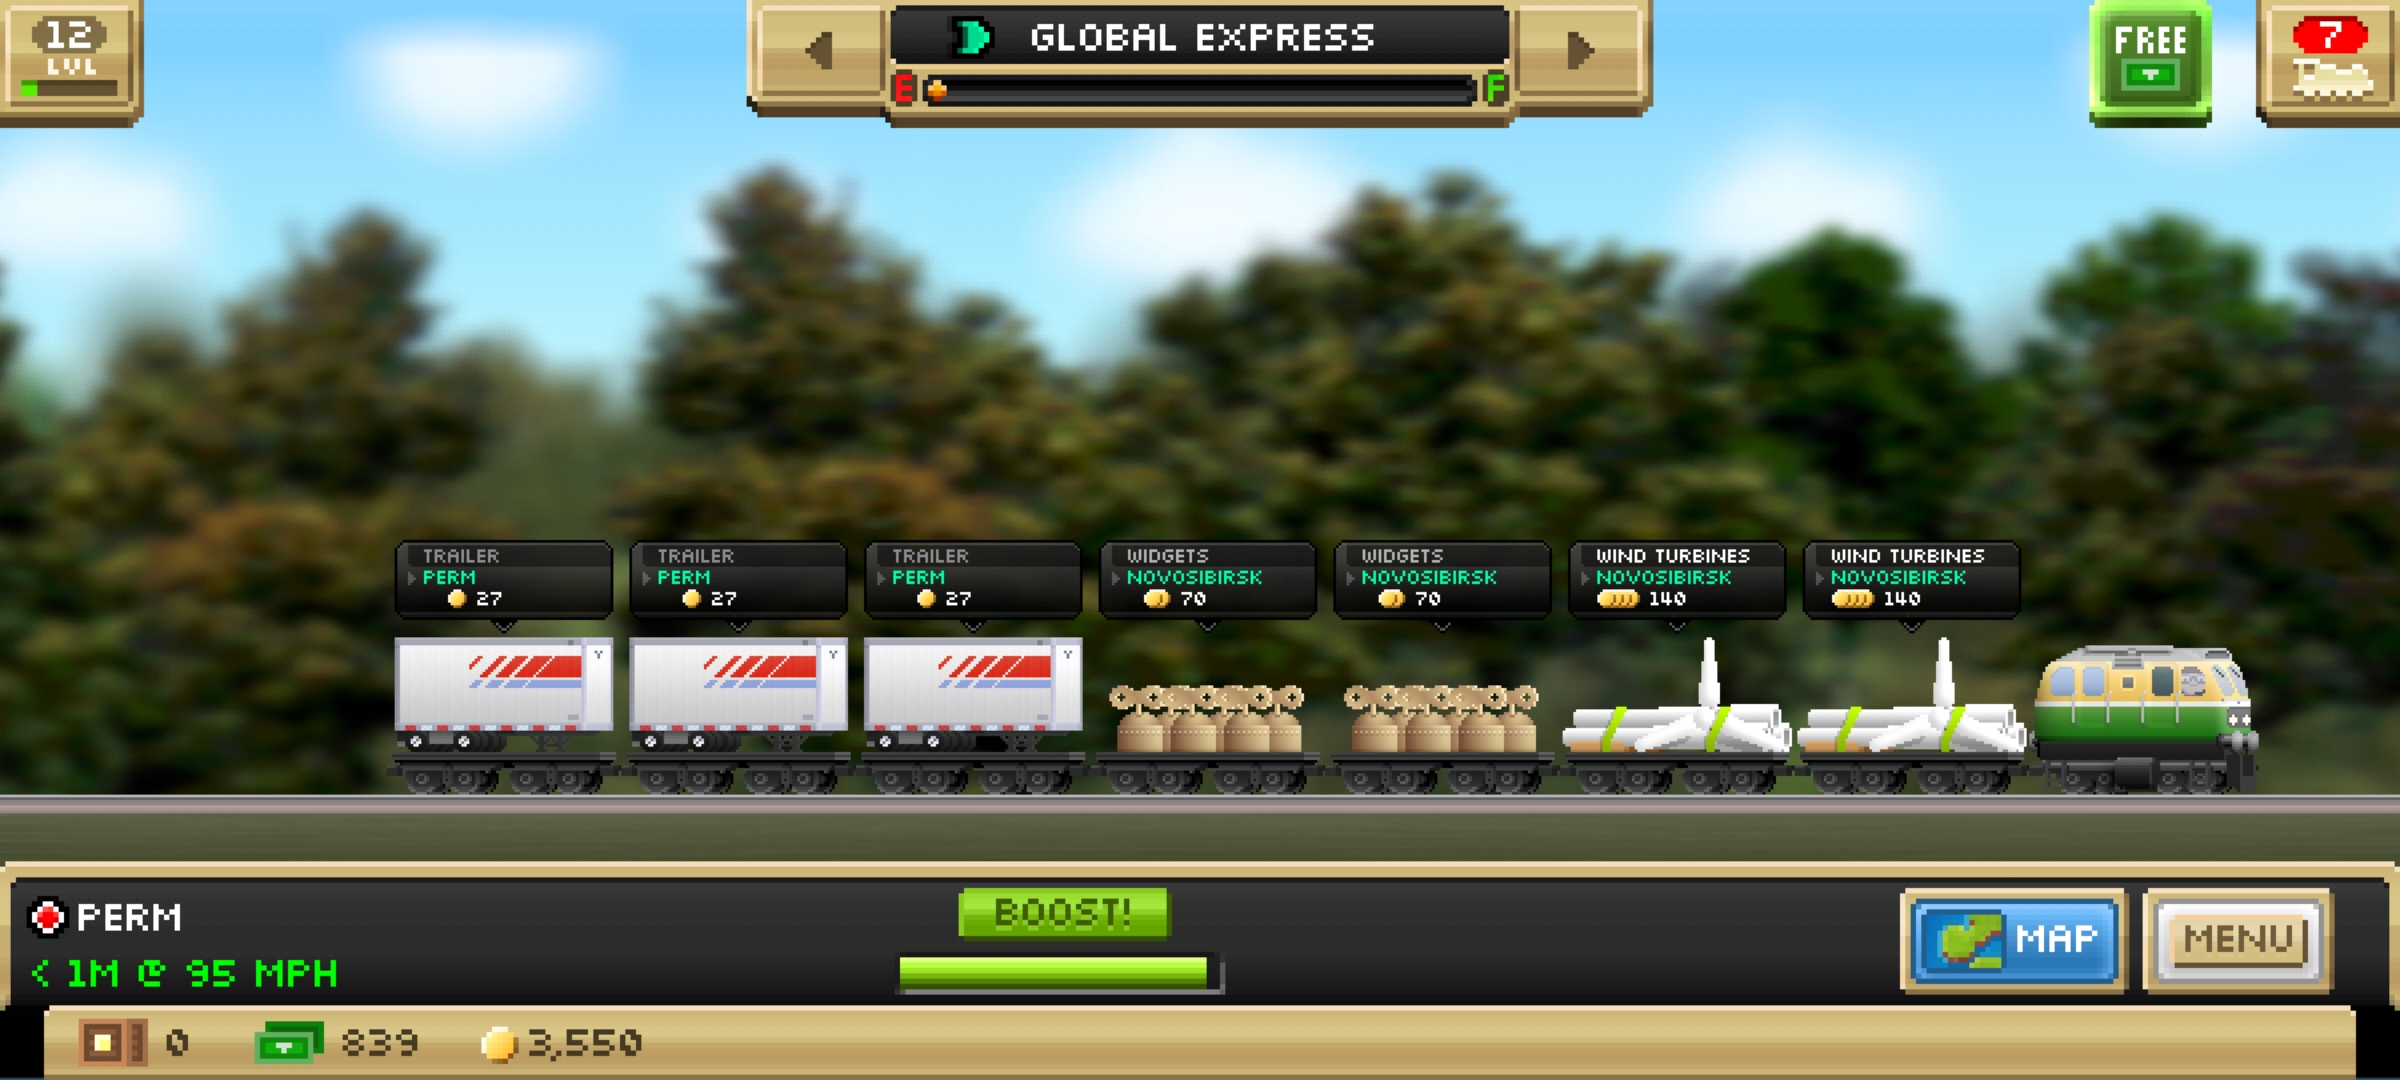 12
LVL
GLOBAL EXPRESS
E F
FREE
7
TRAILER
PERM
27
TRAILER
PERM
27
TRAILER
PERM
27
WIDGETS
NOVOSIBIRSK
70
WIDGETS
NOVOSIBIRSK
70
WIND TURBINES
NOVOSIBIRSK
140
WIND TURBINES
NOVOSIBIRSK
140
PERM
< 1M @ 95 MPH
BOOST!
MAP
MENU
0
839
3,550